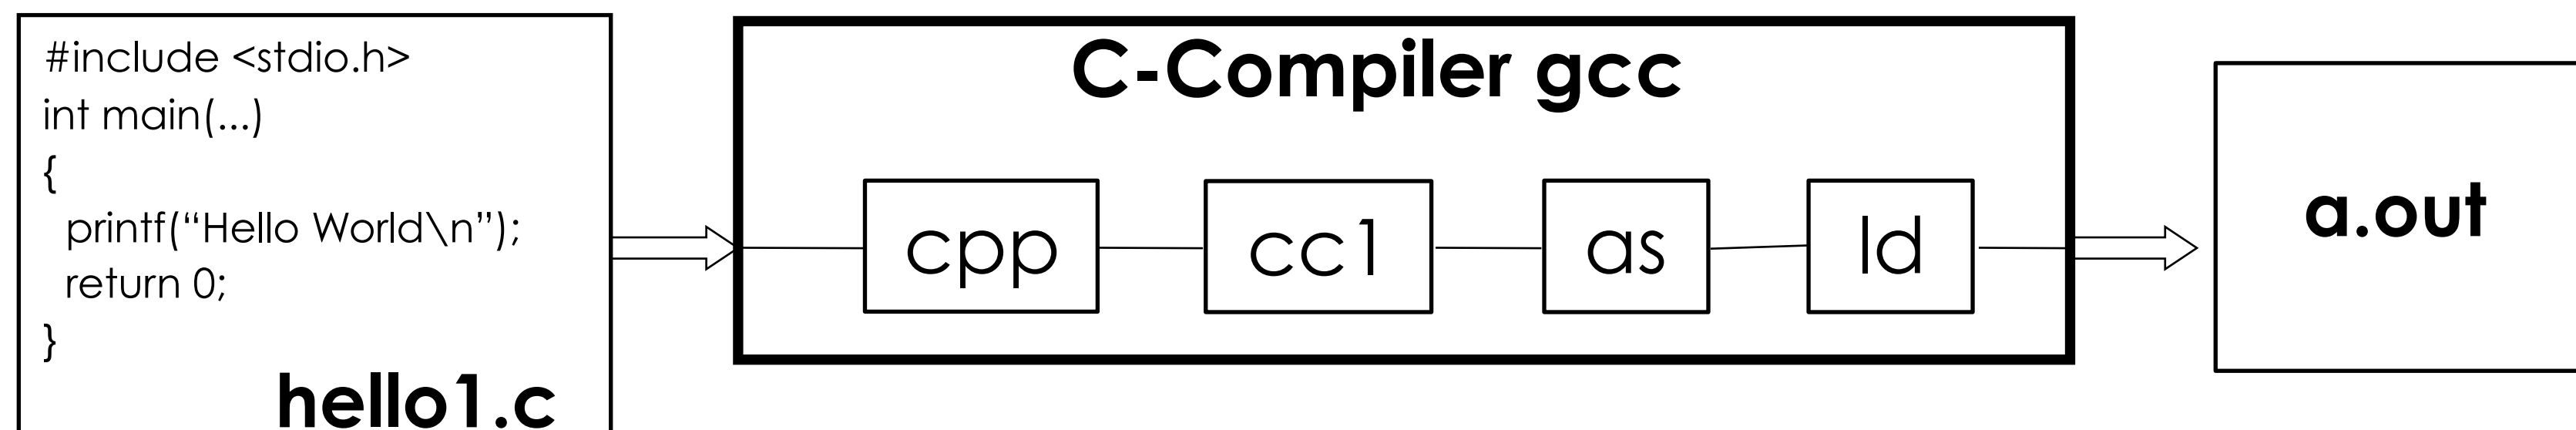 #include <stdio.h>
int main(...)
{
printf(“Hello World\n”);
return 0;
}
hello1.c
C-Compiler gcc
cpp
cc1
as
ld
a.out